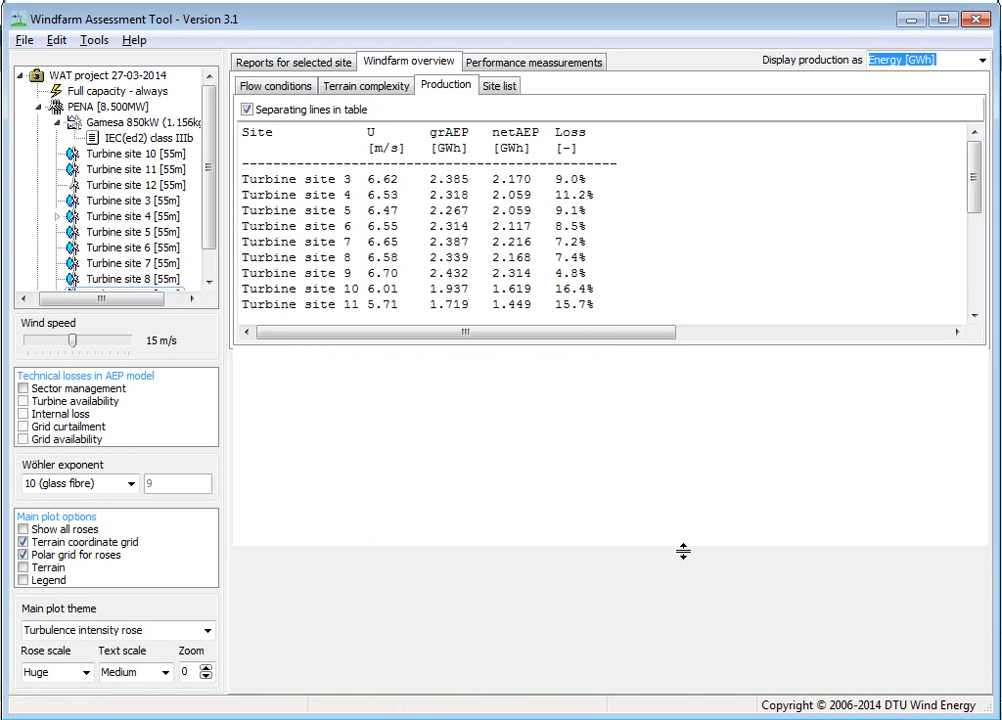 Windfarm Assessment Tool - Version 3.1
File Edit Tools Help
WAT project 27-03-2014
Full capacity - always
PENA [8.500MW]
Gamesa 850kW (1.156kg
IEC(ed2) class IIIb
Turbine site 10 [55m]
Turbine site 11 [55m]
Turbine site 12 [55m]
Turbine site 3 [55m]
Turbine site 4 [55m]
Turbine site 5 [55m]
Turbine site 6 [55m]
Turbine site 7 [55m]
Turbine site 8 [55m]
Wind speed
15 m/s
Technical losses in AEP model
Sector management
Turbine availability
Internal loss
Grid curtailment
Grid availability
Wöhler exponent
10 (glass fibre) 9
Main plot options
Show all roses
Terrain coordinate grid
Polar grid for roses
Terrain
Legend
Main plot theme
Turbulence intensity rose
Rose scale Text scale Zoom
Huge Medium 0
Reports for selected site Windfarm overview Performance measurements
Display production as Energy [GWh]
Flow conditions Terrain complexity Production Site list
Separating lines in table
Site U grAEP netAEP Loss
[m/s] [GWh] [GWh] [-]
------------------------------------------------
Turbine site 3 6.62 2.385 2.170 9.0%
Turbine site 4 6.53 2.318 2.059 11.2%
Turbine site 5 6.47 2.267 2.059 9.1%
Turbine site 6 6.55 2.314 2.117 8.5%
Turbine site 7 6.65 2.387 2.216 7.2%
Turbine site 8 6.58 2.339 2.168 7.4%
Turbine site 9 6.70 2.432 2.314 4.8%
Turbine site 10 6.01 1.937 1.619 16.4%
Turbine site 11 5.71 1.719 1.449 15.7%
Copyright © 2006-2014 DTU Wind Energy